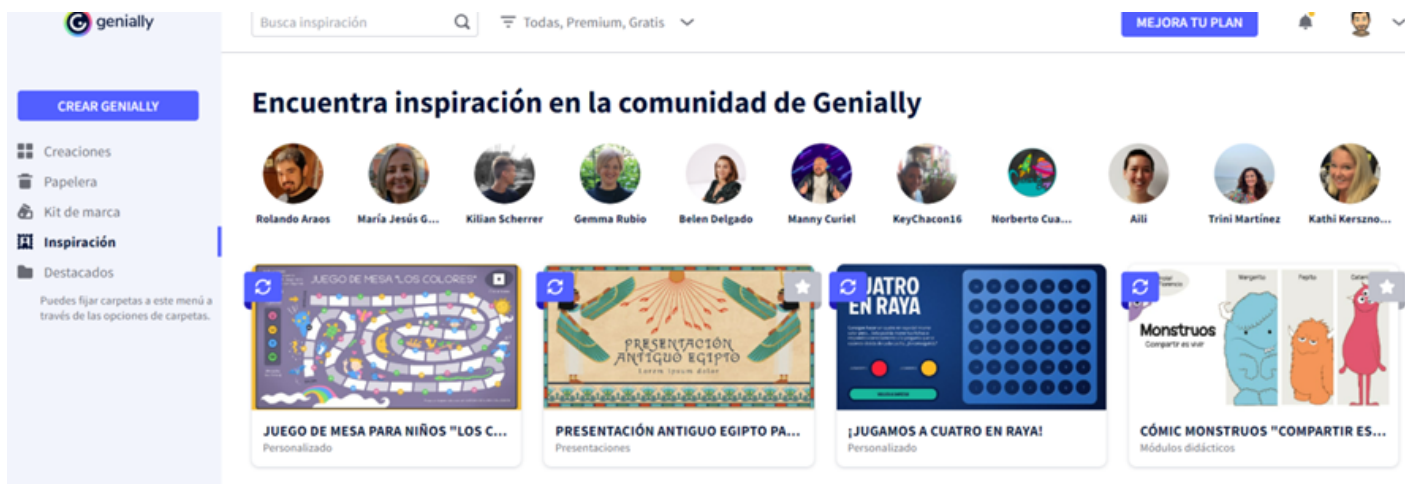 genially
Busca inspiración
Todas, Premium, Gratis
MEJORA TU PLAN
CREAR GENIALLY
Creaciones
Papelera
Kit de marca
Inspiración
Destacados
Puedes fijar carpetas a este menú a
través de las opciones de carpetas.
Encuentra inspiración en la comunidad de Genially
Rolando Araos
María Jesús G...
Kilian Scherrer
Gemma Rubio
Belen Delgado
Manny Curiel
KeyChacon16
Norberto Cua...
Aili
Trini Martínez
Kathi Kerszno...
JUEGO DE MESA "LOS COLORES"
PRESENTACIÓN
ANTIGUO EGIPTO
Lorem ipsum dolor
CUATRO
EN RAYA
Margarito
Pepito
Monstruos
Compartir es vivir
JUEGO DE MESA PARA NIÑOS "LOS C...
Personalizado
PRESENTACIÓN ANTIGUO EGIPTO PA...
Presentaciones
¡JUGAMOS A CUATRO EN RAYA!
Personalizado
CÓMIC MONSTRUOS "COMPARTIR ES...
Módulos didácticos